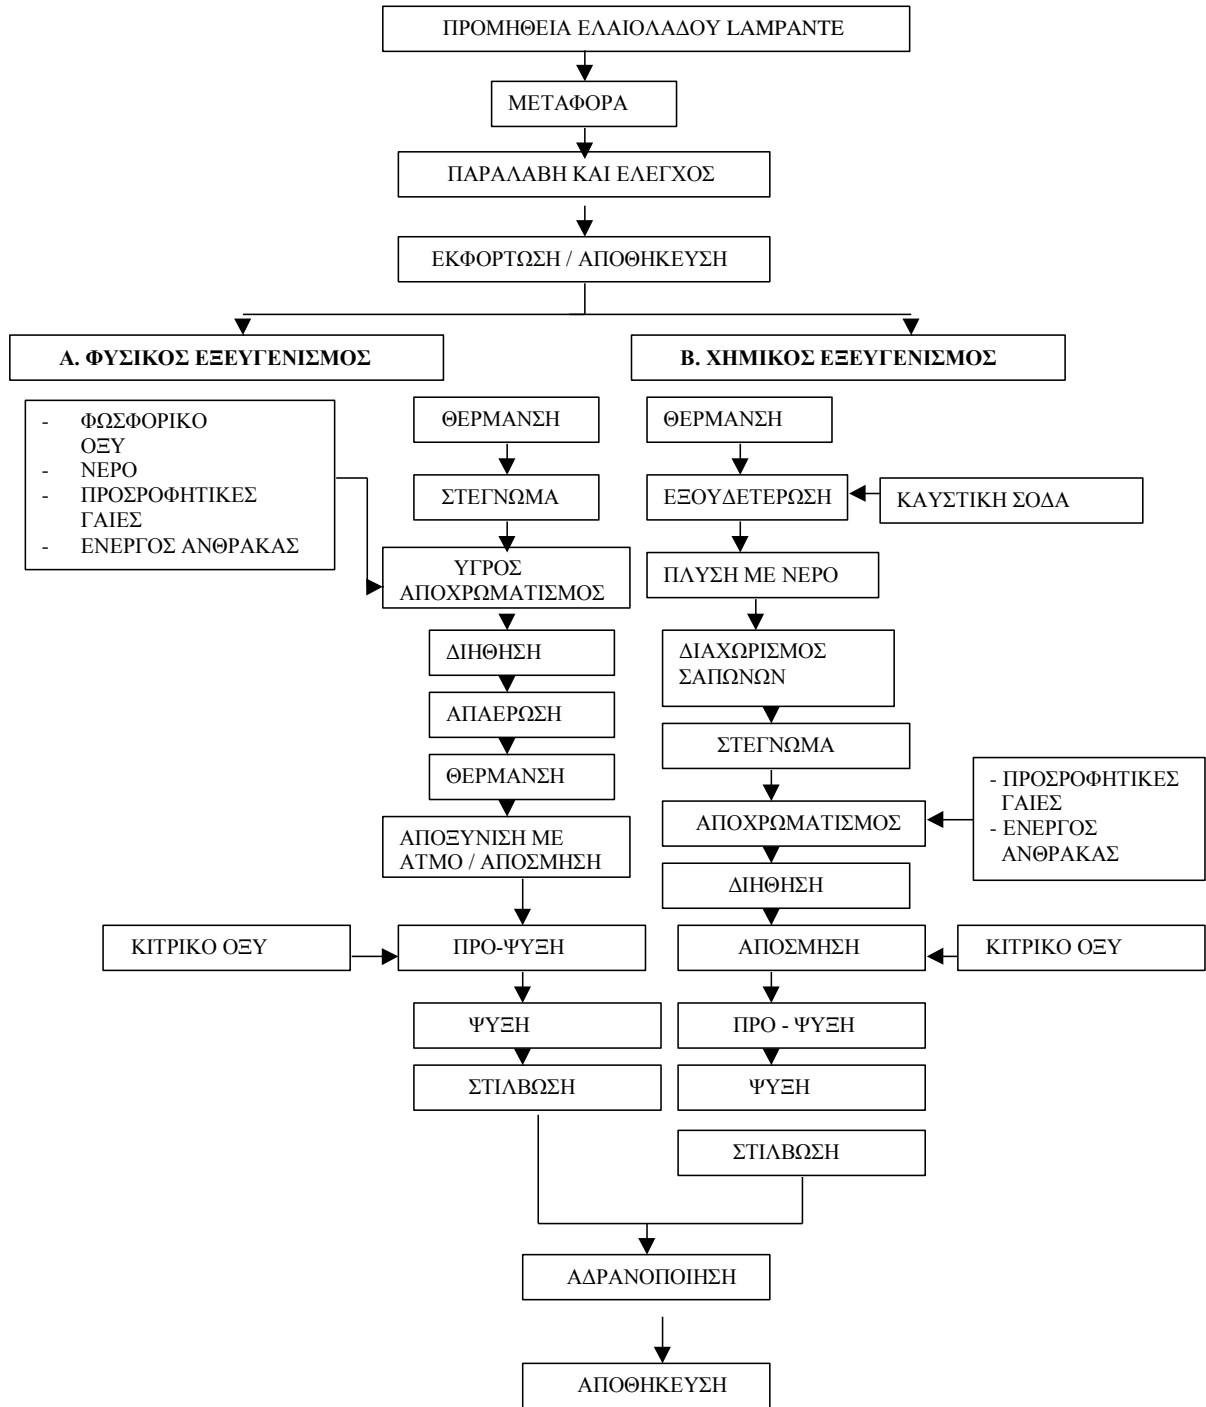 ΠΡΟΜΗΘΕΙΑ ΕΛΑΙΟΛΑΔΟΥ LAMPANTE
ΜΕΤΑΦΟΡΑ
ΠΑΡΑΛΑΒΗ ΚΑΙ ΕΛΕΓΧΟΣ
ΕΚΦΟΡΤΩΣΗ / ΑΠΟΘΗΚΕΥΣΗ
Α. ΦΥΣΙΚΟΣ ΕΞΕΥΓΕΝΙΣΜΟΣ
- ΦΩΣΦΟΡΙΚΟ
ΟΞΥ
- ΝΕΡΟ
- ΠΡΟΣΡΟΦΗΤΙΚΕΣ
ΓΑΙΕΣ
- ΕΝΕΡΓΟΣ ΑΝΘΡΑΚΑΣ
ΘΕΡΜΑΝΣΗ
ΣΤΕΓΝΩΜΑ
ΥΓΡΟΣ
ΑΠΟΧΡΩΜΑΤΙΣΜΟΣ
ΔΙΗΘΗΣΗ
ΑΠΑΕΡΩΣΗ
ΘΕΡΜΑΝΣΗ
ΑΠΟΞΥΝΙΣΗ ΜΕ
ΑΤΜΟ / ΑΠΟΣΜΗΣΗ
ΚΙΤΡΙΚΟ ΟΞΥ
ΠΡΟ-ΨΥΞΗ
ΨΥΞΗ
ΣΤΙΛΒΩΣΗ
Β. ΧΗΜΙΚΟΣ ΕΞΕΥΓΕΝΙΣΜΟΣ
ΘΕΡΜΑΝΣΗ
ΕΞΟΥΔΕΤΕΡΩΣΗ
ΚΑΥΣΤΙΚΗ ΣΟΔΑ
ΠΛΥΣΗ ΜΕ ΝΕΡΟ
ΔΙΑΧΩΡΙΣΜΟΣ
ΣΑΠΩΝΩΝ
ΣΤΕΓΝΩΜΑ
ΑΠΟΧΡΩΜΑΤΙΣΜΟΣ
- ΠΡΟΣΡΟΦΗΤΙΚΕΣ
ΓΑΙΕΣ
- ΕΝΕΡΓΟΣ
ΑΝΘΡΑΚΑΣ
ΔΙΗΘΗΣΗ
ΑΠΟΣΜΗΣΗ
ΚΙΤΡΙΚΟ ΟΞΥ
ΠΡΟ - ΨΥΞΗ
ΨΥΞΗ
ΣΤΙΛΒΩΣΗ
ΑΔΡΑΝΟΠΟΙΗΣΗ
ΑΠΟΘΗΚΕΥΣΗ